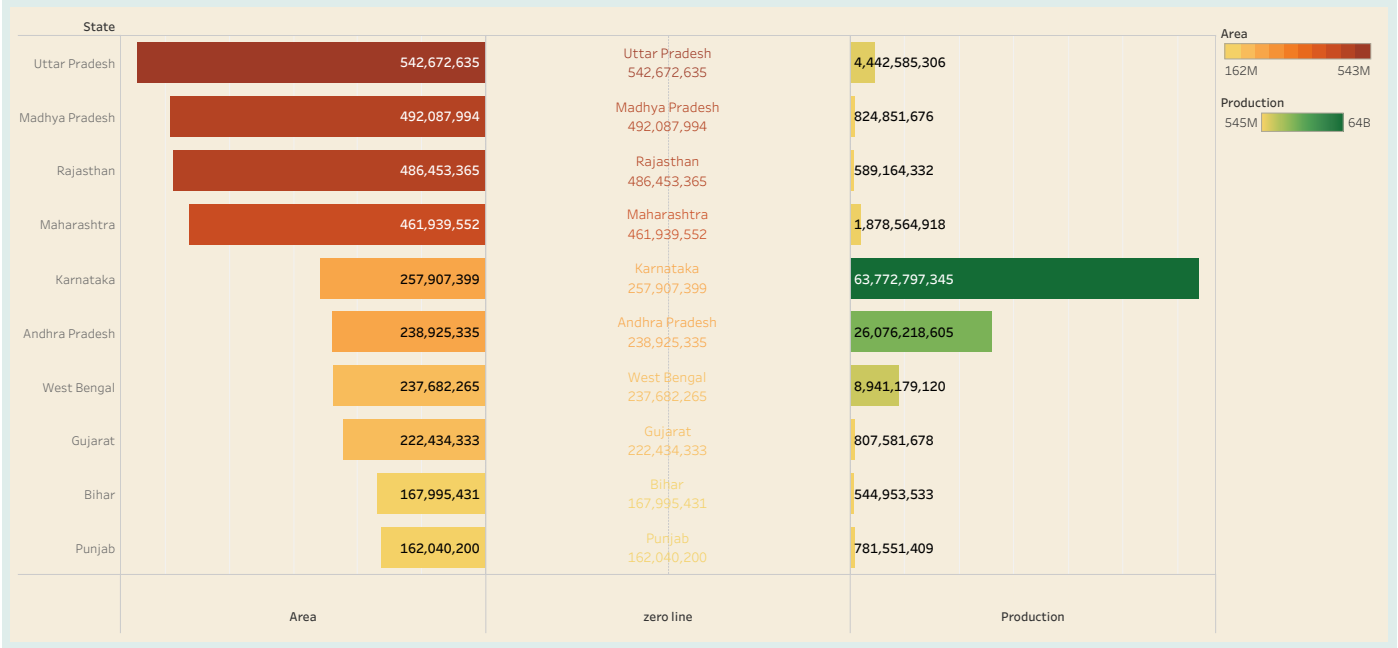 State
Area
162M 543M
Production
545M 64B
Uttar Pradesh 542,672,635 Uttar Pradesh 4,442,585,306
542,672,635
Madhya Pradesh 492,087,994 Madhya Pradesh 824,851,676
492,087,994
Rajasthan 486,453,365 Rajasthan 589,164,332
486,453,365
Maharashtra 461,939,552 Maharashtra 1,878,564,918
461,939,552
Karnataka 257,907,399 Karnataka 63,772,797,345
257,907,399
Andhra Pradesh 238,925,335 Andhra Pradesh 26,076,218,605
238,925,335
West Bengal 237,682,265 West Bengal 8,941,179,120
237,682,265
Gujarat 222,434,333 Gujarat 807,581,678
222,434,333
Bihar 167,995,431 Bihar 544,953,533
167,995,431
Punjab 162,040,200 Punjab 781,551,409
162,040,200
Area zero line Production